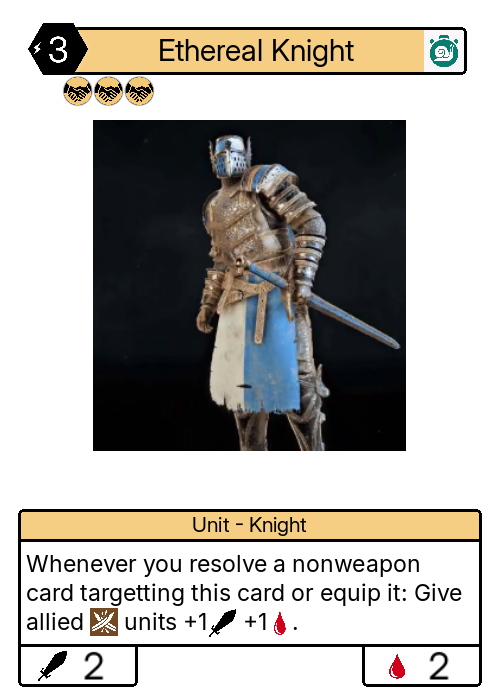 3
Ethereal Knight
Unit - Knight
Whenever you resolve a nonweapon
card targetting this card or equip it: Give
allied units +1 +1 .
2
2